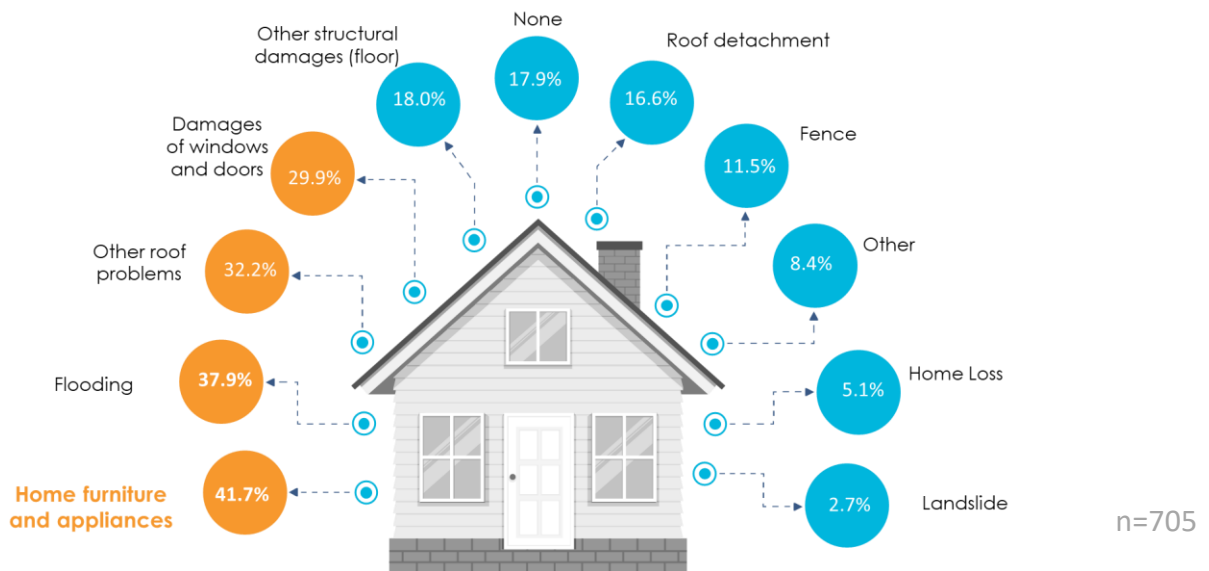 None
17.9%
Other structural
damages (floor)
18.0%
Roof detachment
16.6%
Damages
of windows
and doors
29.9%
Fence
11.5%
Other roof
problems
32.2%
Other
8.4%
Flooding
37.9%
Home Loss
5.1%
Home furniture
and appliances
41.7%
Landslide
2.7%
n=705